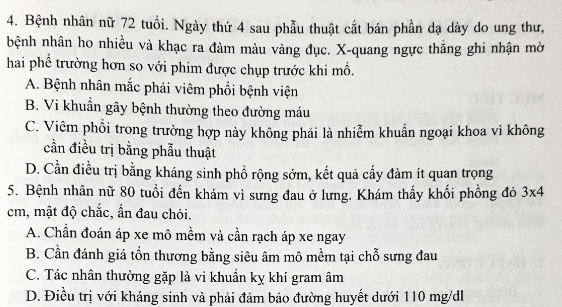 4. Bệnh nhân nữ 72 tuổi. Ngày thứ 4 sau phẫu thuật cắt bán phần dạ dày do ung thư,
bệnh nhân ho nhiều và khạc ra đàm màu vàng đục. X-quang ngực thẳng ghi nhận mờ
hai phế trường hơn so với phim được chụp trước khi mổ.
A. Bệnh nhân mắc phải viêm phổi bệnh viện
B. Vi khuẩn gây bệnh thường theo đường máu
C. Viêm phổi trong trường hợp này không phải là nhiễm khuẩn ngoại khoa vì không
cần điều trị bằng phẫu thuật
D. Cần điều trị bằng kháng sinh phổ rộng sớm, kết quả cấy đàm ít quan trọng
5. Bệnh nhân nữ 80 tuổi đến khám vì sưng đau ở lưng. Khám thấy khối phồng đỏ 3x4
cm, mật độ chắc, ấn đau chói.
A. Chẩn đoán áp xe mô mềm và cần rạch áp xe ngay
B. Cần đánh giá tổn thương bằng siêu âm mô mềm tại chỗ sưng đau
C. Tác nhân thường gặp là vi khuẩn kỵ khí gram âm
D. Điều trị với kháng sinh và phải đảm bảo đường huyết dưới 110 mg/dl